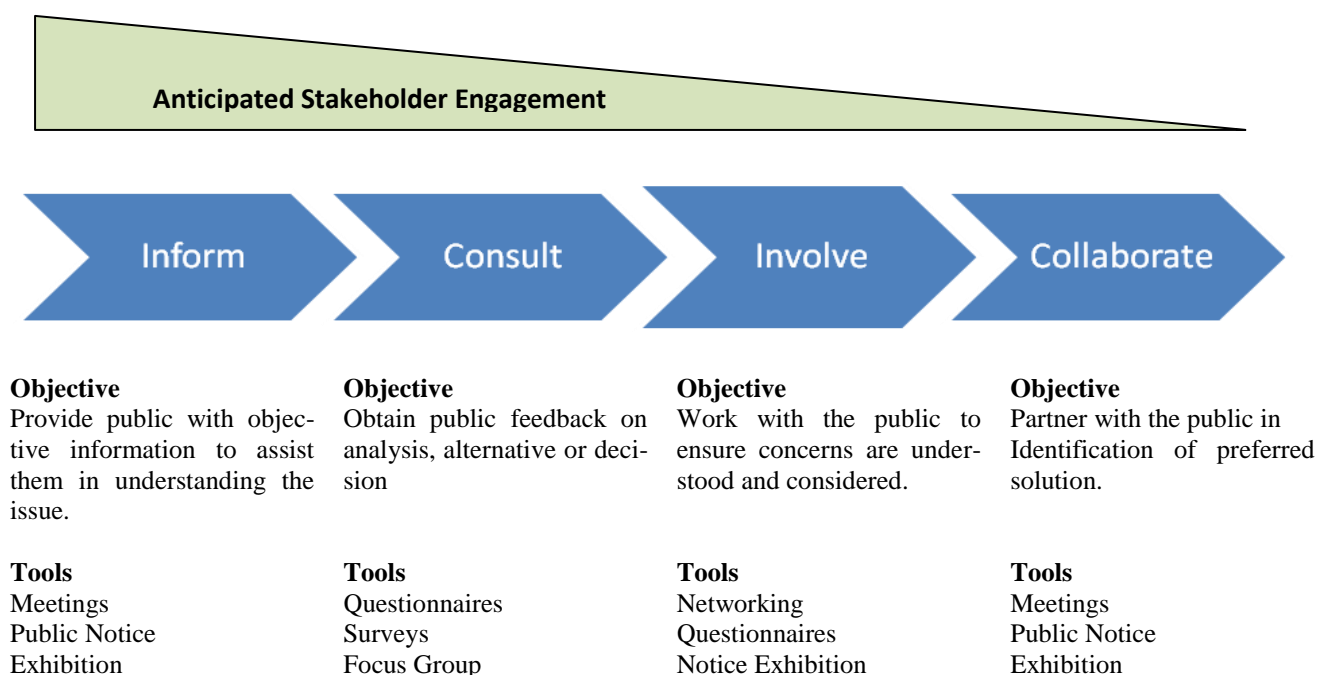 Anticipated Stakeholder Engagement
Inform
Consult
Involve
Collaborate
Objective
Provide public with objec-
tive information to assist
them in understanding the
issue.
Objective
Obtain public feedback on
analysis, alternative or deci-
sion
Objective
Work with the public to
ensure concerns are under-
stood and considered.
Objective
Partner with the public in
Identification of preferred
solution.
Tools
Meetings
Public Notice
Exhibition
Tools
Questionnaires
Surveys
Focus Group
Tools
Networking
Questionnaires
Notice Exhibition
Tools
Meetings
Public Notice
Exhibition